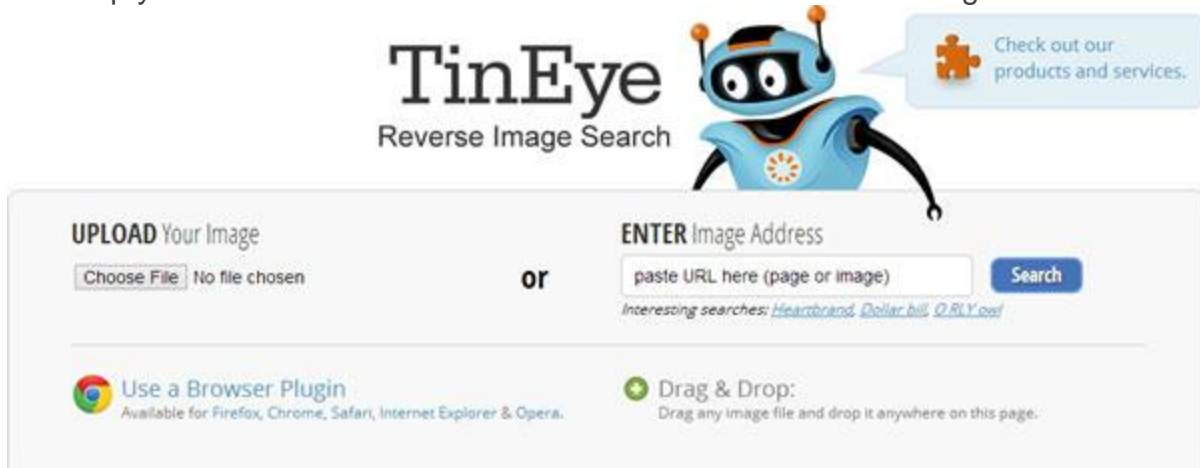 TinEye
Reverse Image Search
Check out our
products and services.
UPLOAD Your Image
Choose File No file chosen
or
ENTER Image Address
paste URL here (page or image)
Search
Interesting searches: Heartbrand, Dollar bill, O RLY owl
Use a Browser Plugin
Available for Firefox, Chrome, Safari, Internet Explorer & Opera.
Drag & Drop:
Drag any image file and drop it anywhere on this page.